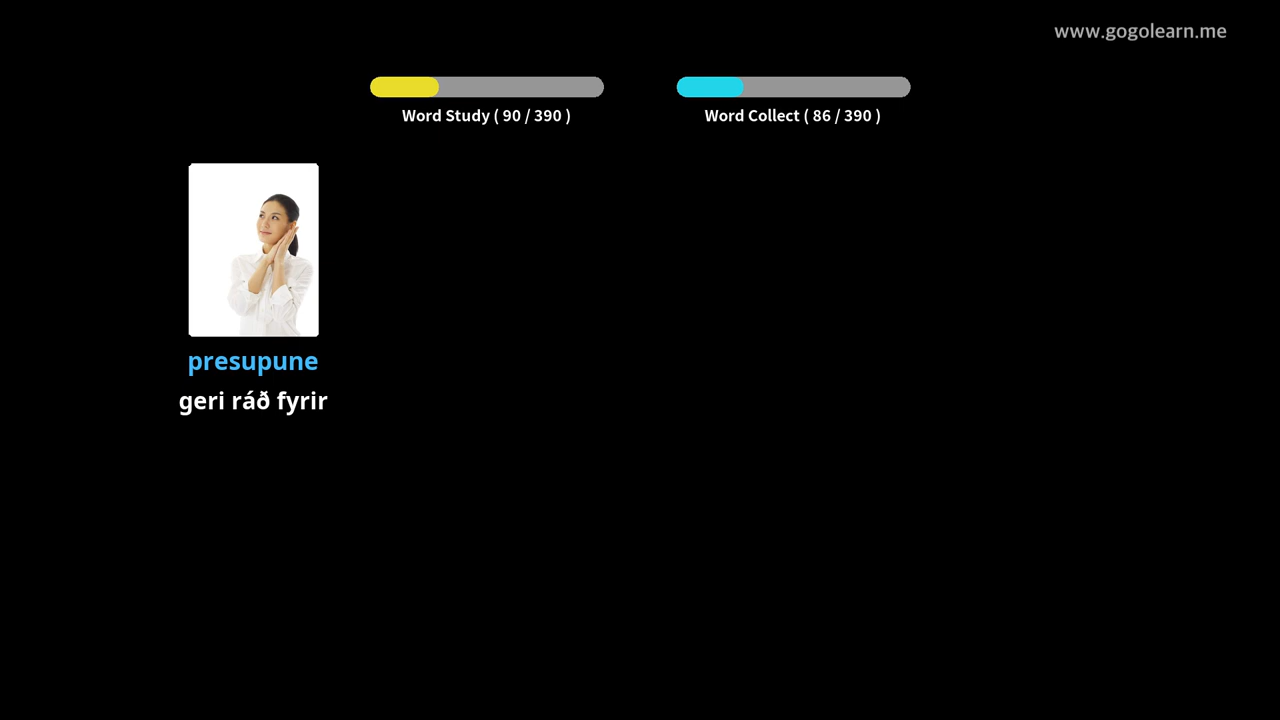 www.gogolearn.me
Word Study ( 90 / 390 )
Word Collect ( 86 / 390 )
presupune
geri ráð fyrir